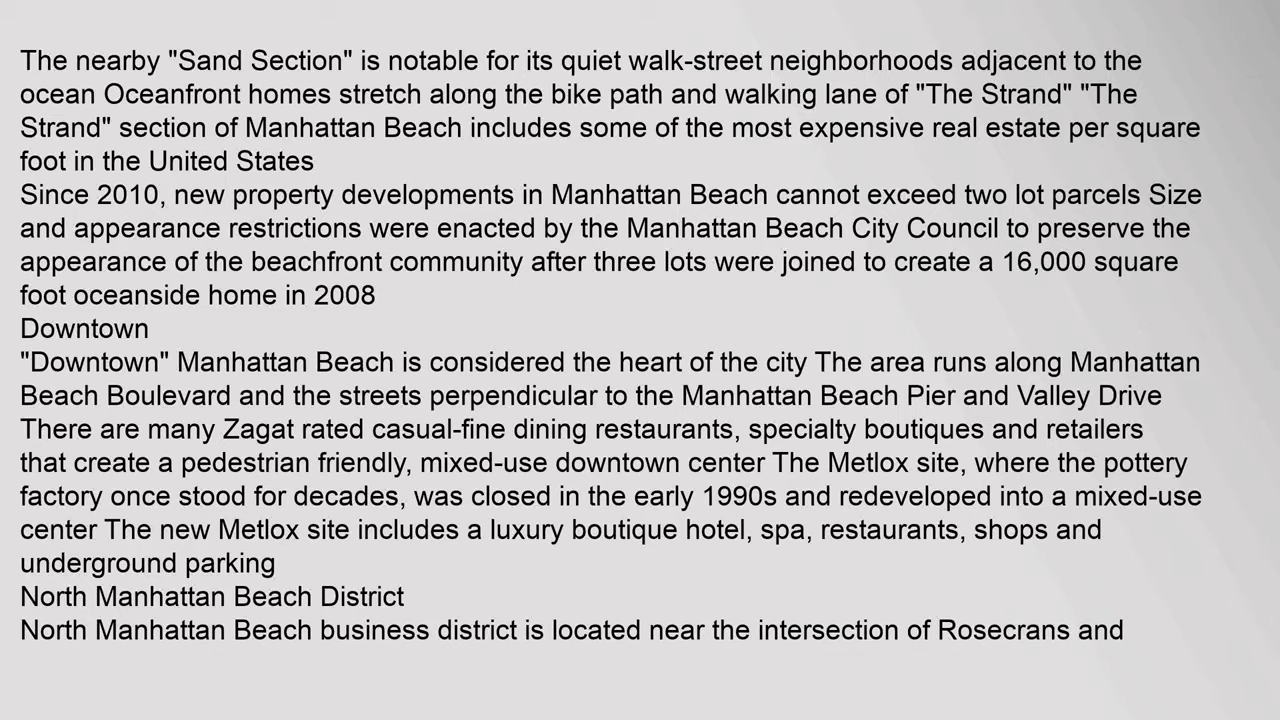 The nearby "Sand Section" is notable for its quiet walk-street neighborhoods adjacent to the
ocean Oceanfront homes stretch along the bike path and walking lane of "The Strand" "The
Strand" section of Manhattan Beach includes some of the most expensive real estate per square
foot in the United States
Since 2010, new property developments in Manhattan Beach cannot exceed two lot parcels Size
and appearance restrictions were enacted by the Manhattan Beach City Council to preserve the
appearance of the beachfront community after three lots were joined to create a 16,000 square
foot oceanside home in 2008
Downtown
"Downtown" Manhattan Beach is considered the heart of the city The area runs along Manhattan
Beach Boulevard and the streets perpendicular to the Manhattan Beach Pier and Valley Drive
There are many Zagat rated casual-fine dining restaurants, specialty boutiques and retailers
that create a pedestrian friendly, mixed-use downtown center The Metlox site, where the pottery
factory once stood for decades, was closed in the early 1990s and redeveloped into a mixed-use
center The new Metlox site includes a luxury boutique hotel, spa, restaurants, shops and
underground parking
North Manhattan Beach District
North Manhattan Beach business district is located near the intersection of Rosecrans and